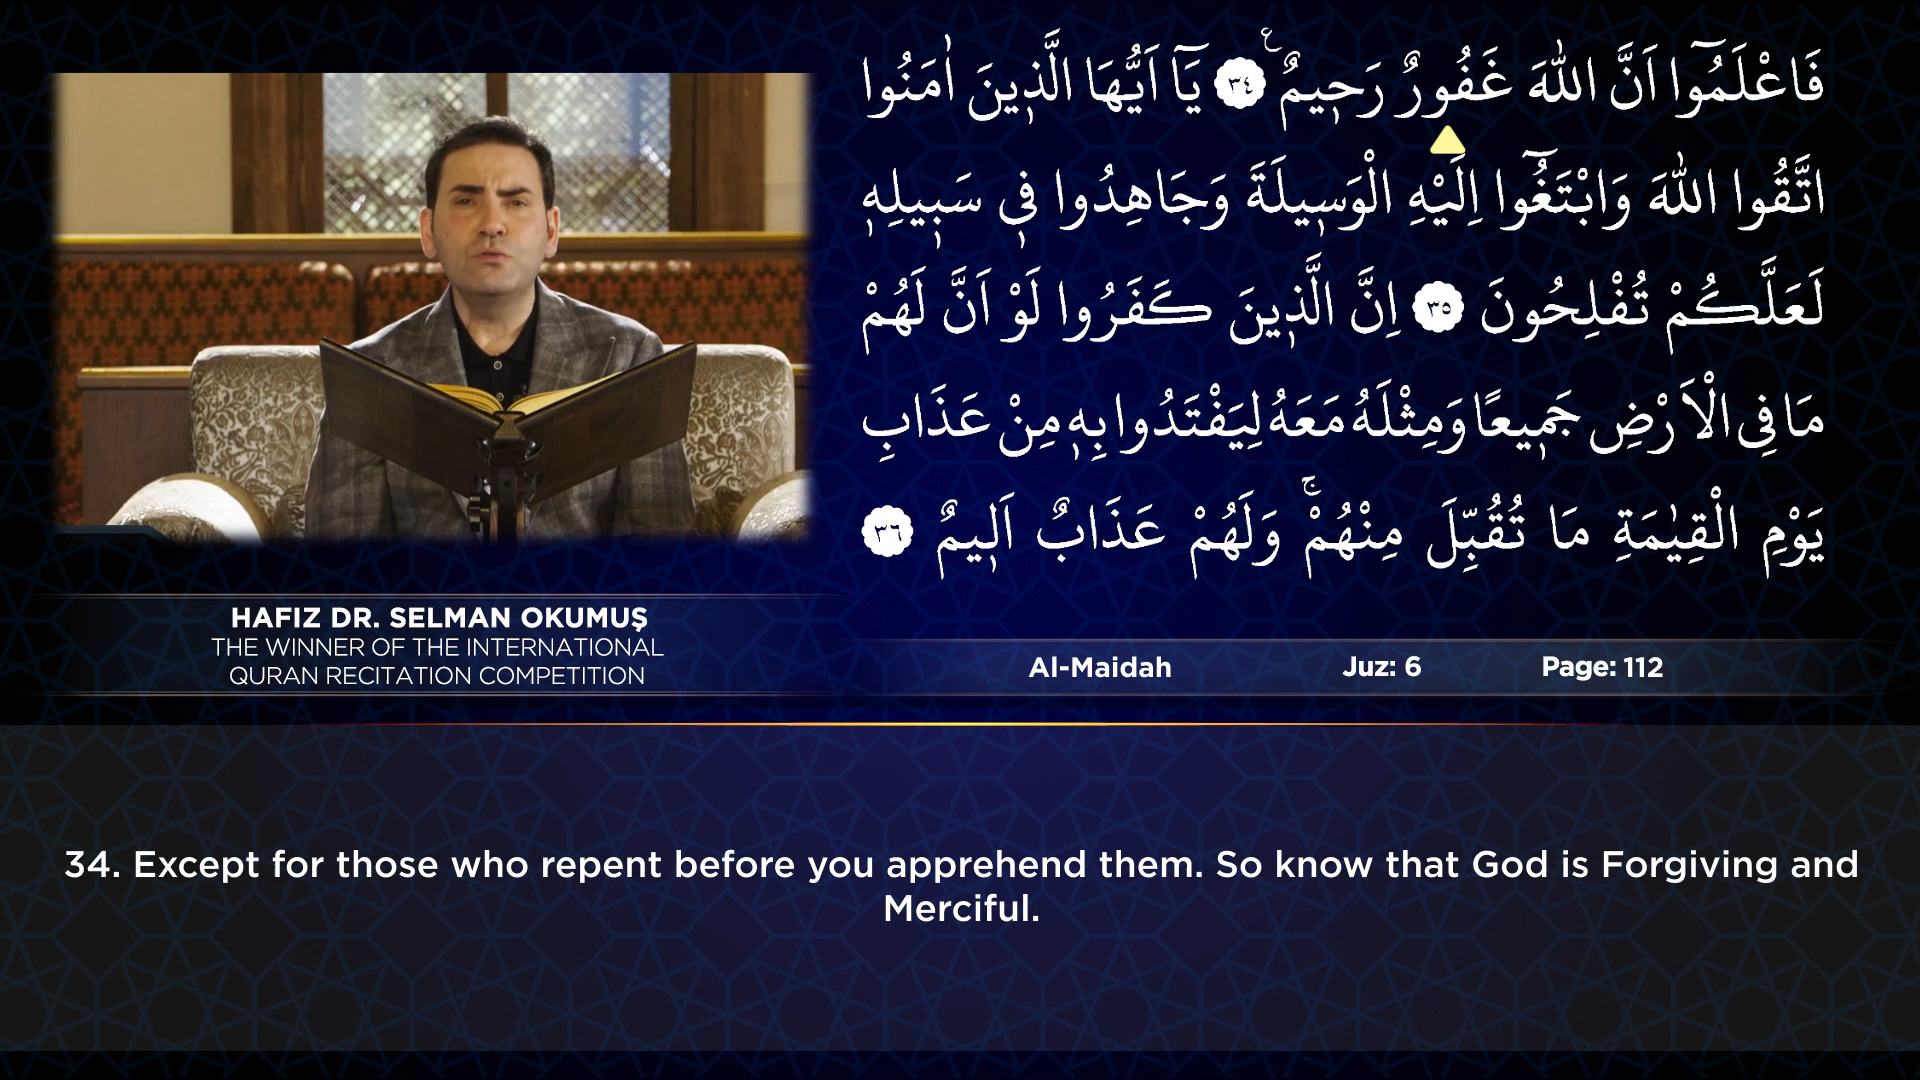 فَاعْلَمُٓوا اَنَّ اللّٰهَ غَفُورٌ رَح۪يمٌ۟ ﴿٣٤﴾ يَٓا اَيُّهَا الَّذ۪ينَ اٰمَنُوا
اتَّقُوا اللّٰهَ وَابْتَغُٓوا اِلَيْهِ الْوَس۪يلَةَ وَجَاهِدُوا ف۪ي سَب۪يلِه۪
لَعَلَّكُمْ تُفْلِحُونَ ﴿٣٥﴾ اِنَّ الَّذ۪ينَ كَفَرُوا لَوْ اَنَّ لَهُمْ
مَا فِي الْاَرْضِ جَم۪يعًا وَمِثْلَهُ مَعَهُ لِيَفْتَدُوا بِه۪ مِنْ عَذَابِ
يَوْمِ الْقِيٰمَةِ مَا تُقُبِّلَ مِنْهُمْۚ وَلَهُمْ عَذَابٌ اَل۪يمٌ ﴿٣٦﴾
HAFIZ DR. SELMAN OKUMUŞ
THE WINNER OF THE INTERNATIONAL
QURAN RECITATION COMPETITION
Al-Maidah Juz: 6 Page: 112
34. Except for those who repent before you apprehend them. So know that God is Forgiving and
Merciful.